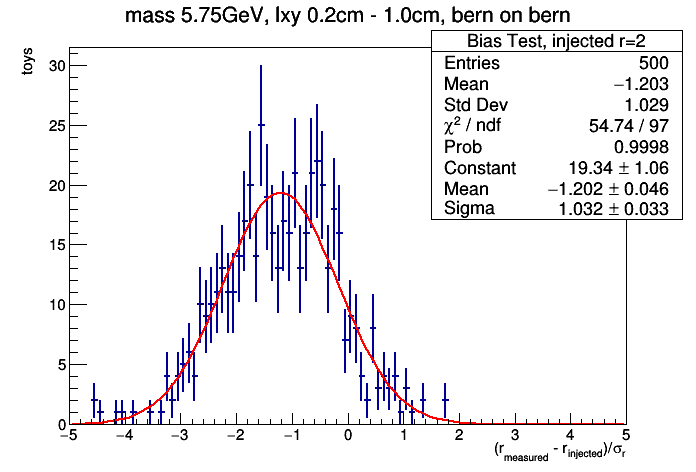 mass 5.75GeV, lxy 0.2cm - 1.0cm, bern on bern
Bias Test, injected r=2
Entries 500
Mean −1.203
Std Dev 1.029
χ² / ndf 54.74 / 97
Prob 0.9998
Constant 19.34 ± 1.06
Mean −1.202 ± 0.046
Sigma 1.032 ± 0.033
toys
30
25
20
15
10
5
0
−5 −4 −3 −2 −1 0 1 2 3 4 5
(r_measured - r_injected)/σ_r